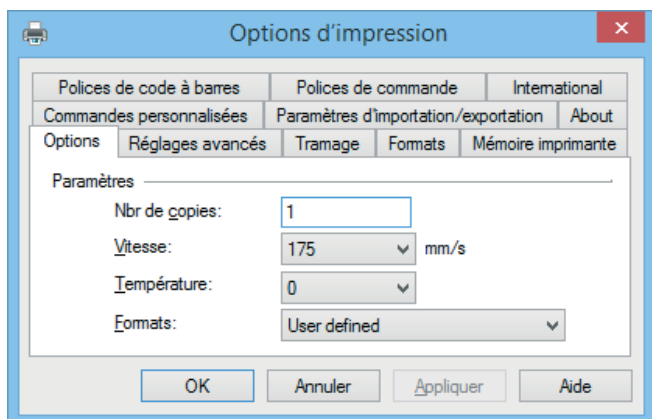 Options d'impression
Polices de code à barres Polices de commande International
Commandes personnalisées Paramètres d'importation/exportation About
Options Réglages avancés Tramage Formats Mémoire imprimante
Paramètres
Nbr de copies: 1
Vitesse: 175 mm/s
Température: 0
Formats: User defined
OK Annuler Appliquer Aide